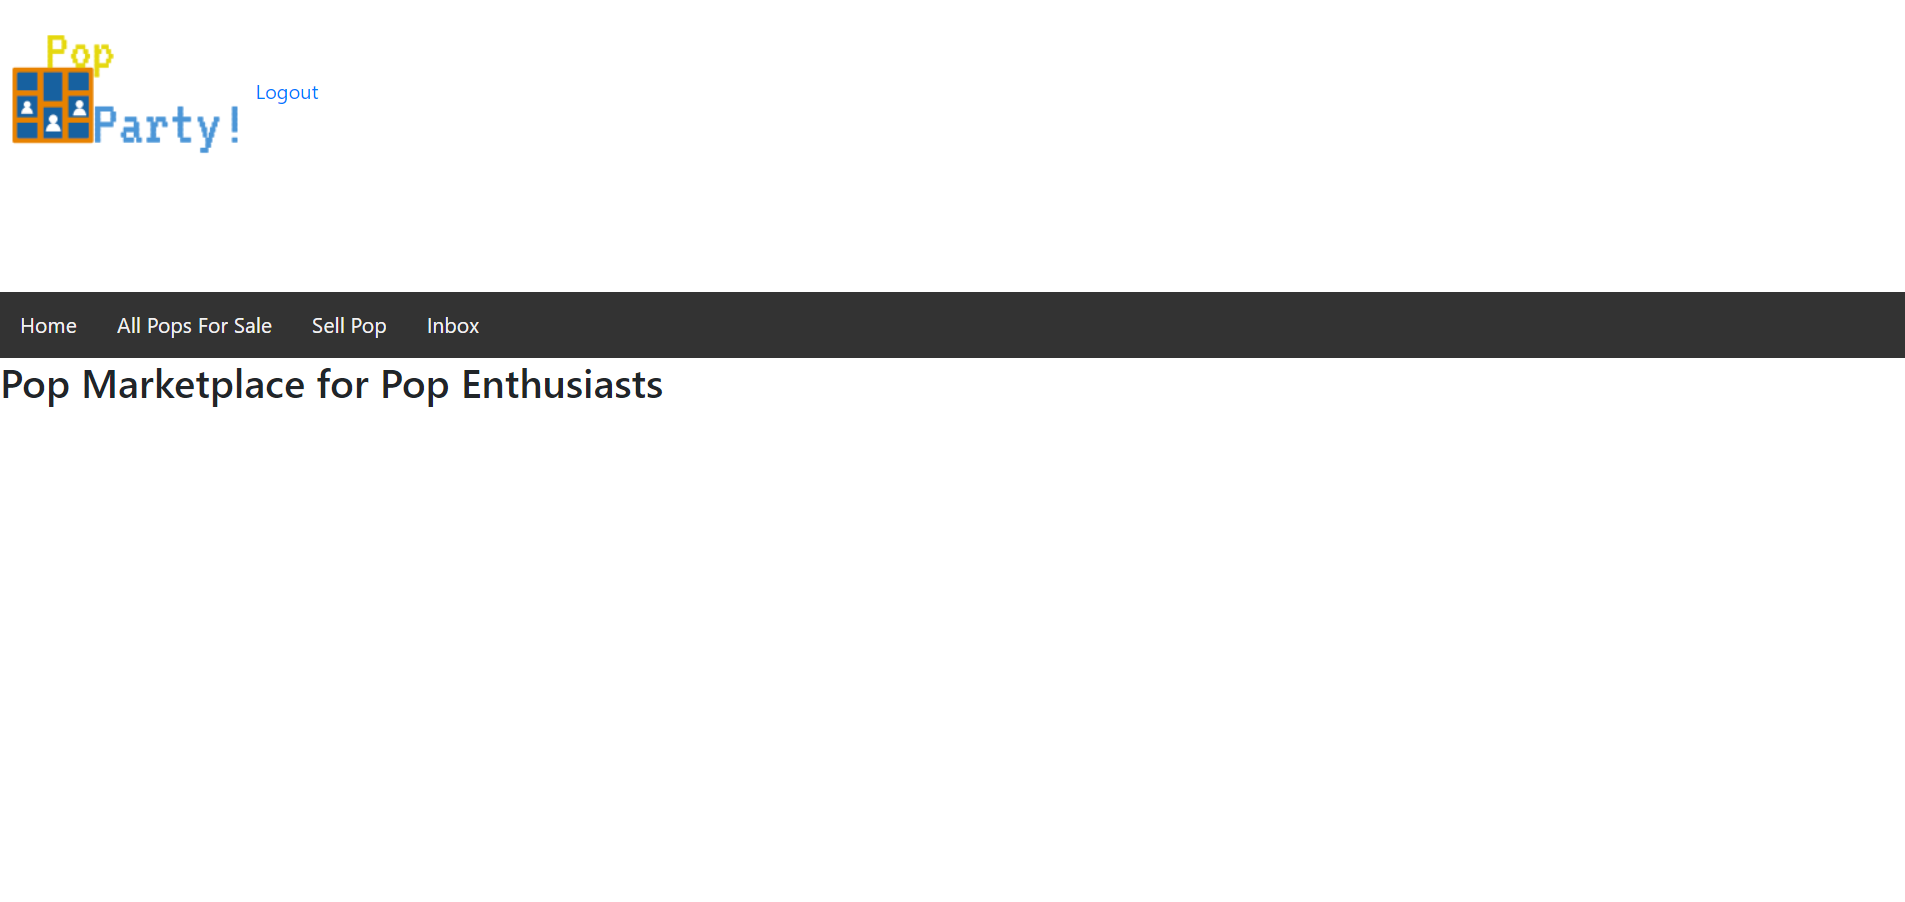 Pop
Party!
Logout
Home All Pops For Sale Sell Pop Inbox
Pop Marketplace for Pop Enthusiasts